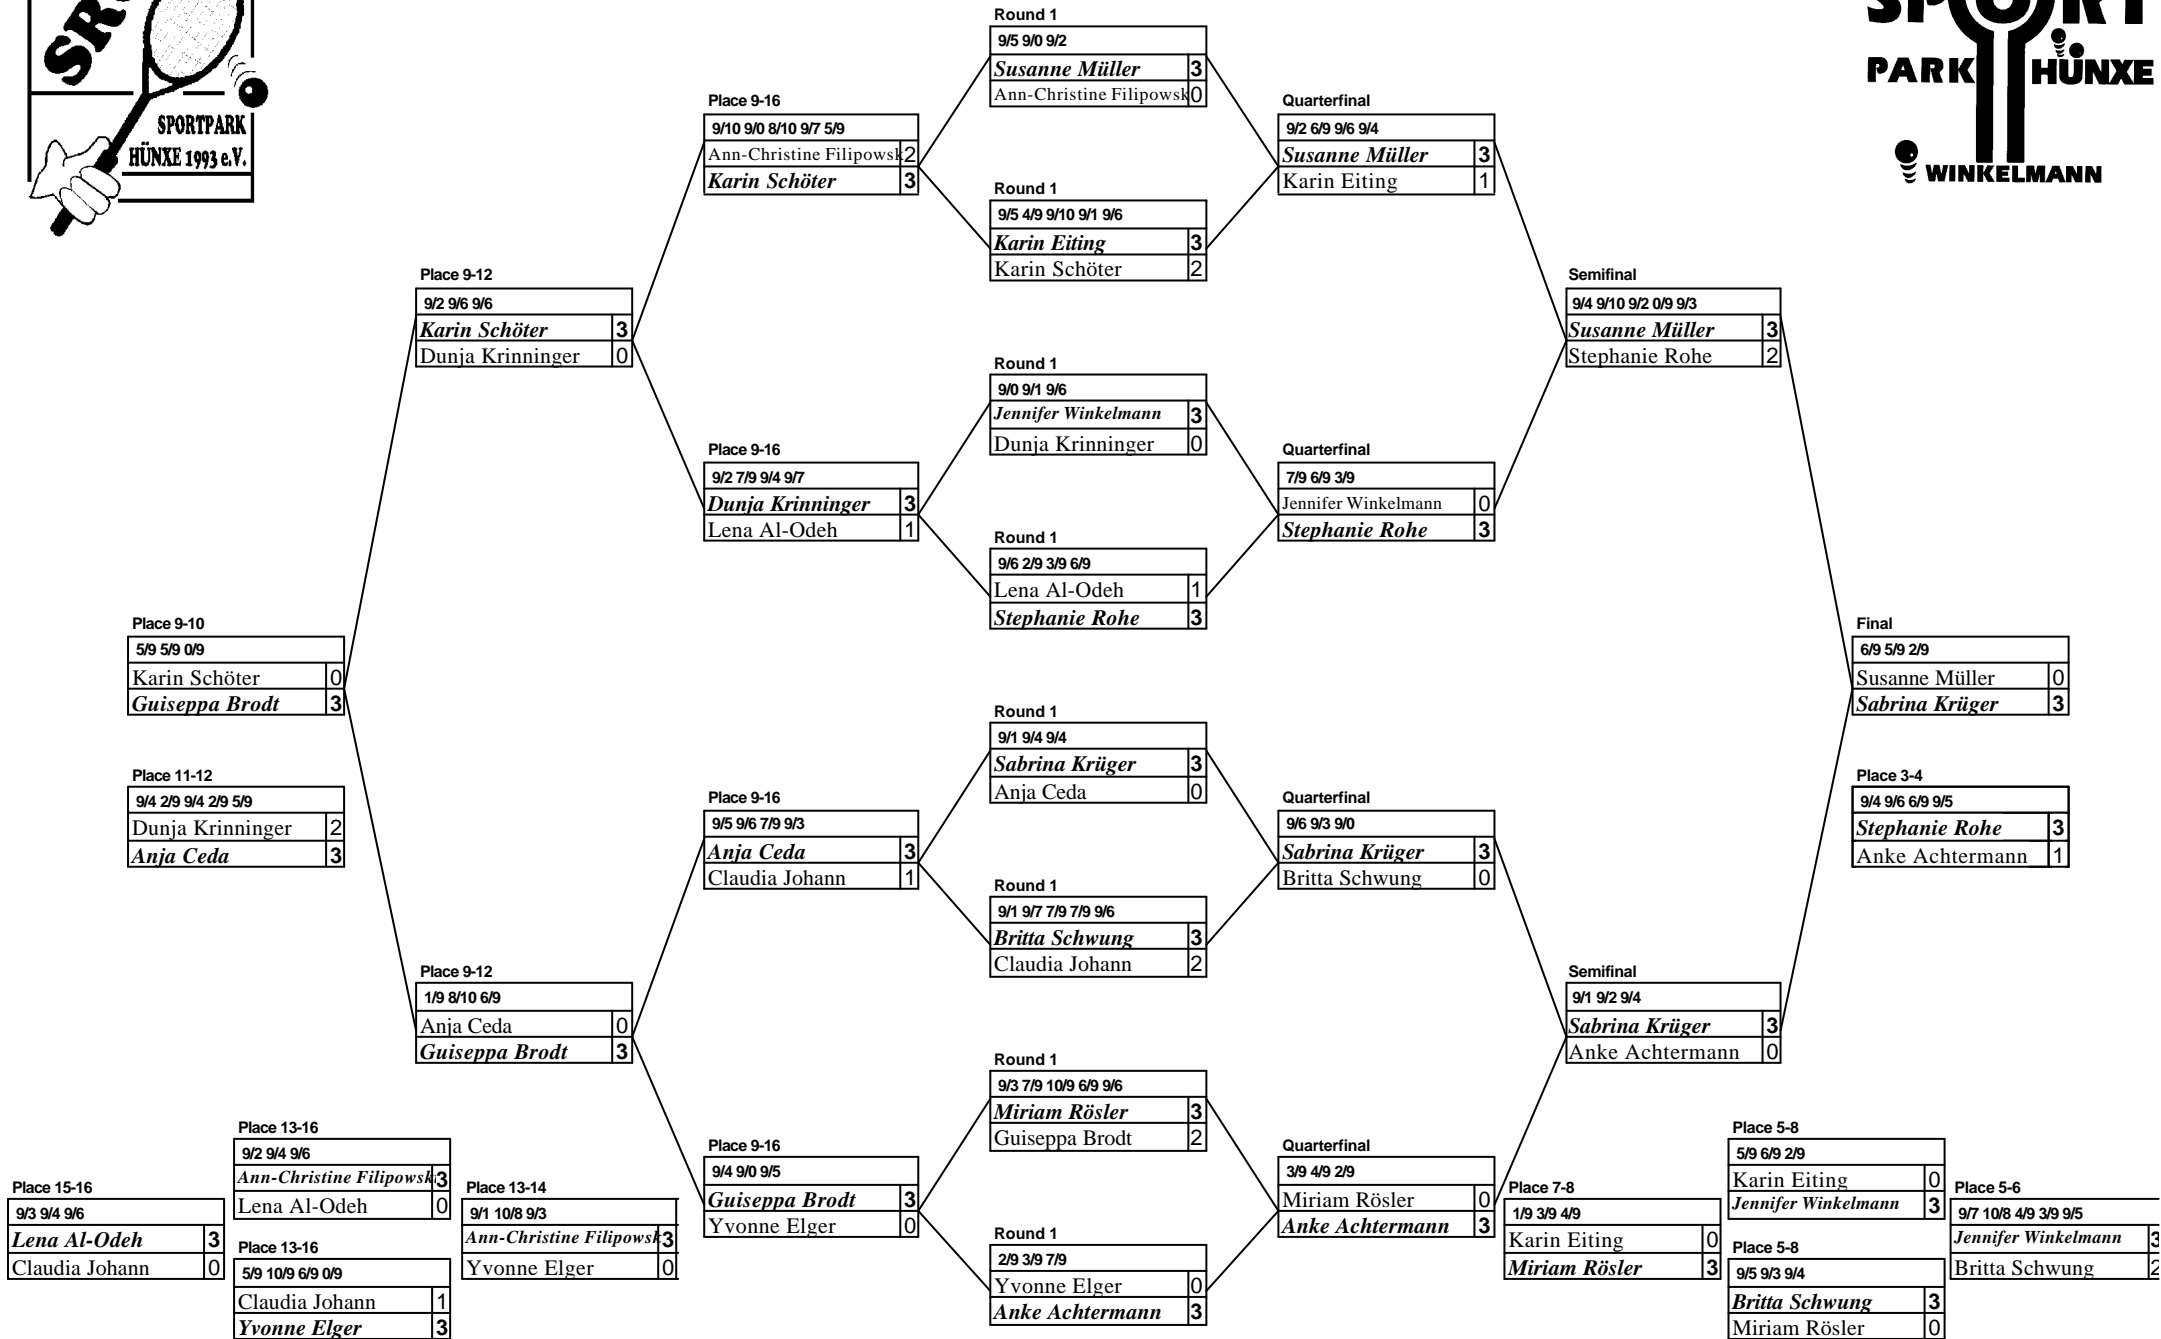 SPORTPARK
HÜNXE 1993 e.V.
SPORT
PARK HÜNXE
WINKELMANN
Round 1
9/5 9/0 9/2
Susanne Müller 3
Ann-Christine Filipowsk 0
Place 9-16
9/10 9/0 8/10 9/7 5/9
Ann-Christine Filipowsk 2
Karin Schöter 3
Quarterfinal
9/2 6/9 9/6 9/4
Susanne Müller 3
Karin Eiting 1
Round 1
9/5 4/9 9/10 9/1 9/6
Karin Eiting 3
Karin Schöter 2
Place 9-12
9/2 9/6 9/6
Karin Schöter 3
Dunja Krinninger 0
Semifinal
9/4 9/10 9/2 0/9 9/3
Susanne Müller 3
Stephanie Rohe 2
Round 1
9/0 9/1 9/6
Jennifer Winkelmann 3
Dunja Krinninger 0
Place 9-16
9/2 7/9 9/4 9/7
Dunja Krinninger 3
Lena Al-Odeh 1
Quarterfinal
7/9 6/9 3/9
Jennifer Winkelmann 0
Stephanie Rohe 3
Round 1
9/6 2/9 3/9 6/9
Lena Al-Odeh 1
Stephanie Rohe 3
Place 9-10
5/9 5/9 0/9
Karin Schöter 0
Guiseppa Brodt 3
Final
6/9 5/9 2/9
Susanne Müller 0
Sabrina Krüger 3
Round 1
9/1 9/4 9/4
Sabrina Krüger 3
Anja Ceda 0
Place 11-12
9/4 2/9 9/4 2/9 5/9
Dunja Krinninger 2
Anja Ceda 3
Place 3-4
9/4 9/6 6/9 9/5
Stephanie Rohe 3
Anke Achtermann 1
Place 9-16
9/5 9/6 7/9 9/3
Anja Ceda 3
Claudia Johann 1
Quarterfinal
9/6 9/3 9/0
Sabrina Krüger 3
Britta Schwung 0
Round 1
9/1 9/7 7/9 7/9 9/6
Britta Schwung 3
Claudia Johann 2
Place 9-12
1/9 8/10 6/9
Anja Ceda 0
Guiseppa Brodt 3
Semifinal
9/1 9/2 9/4
Sabrina Krüger 3
Anke Achtermann 0
Round 1
9/3 7/9 10/9 6/9 9/6
Miriam Rösler 3
Guiseppa Brodt 2
Place 9-16
9/4 9/0 9/5
Guiseppa Brodt 3
Yvonne Elger 0
Quarterfinal
3/9 4/9 2/9
Miriam Rösler 0
Anke Achtermann 3
Round 1
2/9 3/9 7/9
Yvonne Elger 0
Anke Achtermann 3
Place 13-16
9/2 9/4 9/6
Ann-Christine Filipowsk 3
Lena Al-Odeh 0
Place 15-16
9/3 9/4 9/6
Lena Al-Odeh 3
Claudia Johann 0
Place 13-14
9/1 10/8 9/3
Ann-Christine Filipowsk 3
Yvonne Elger 0
Place 13-16
5/9 10/9 6/9 0/9
Claudia Johann 1
Yvonne Elger 3
Place 5-8
5/9 6/9 2/9
Karin Eiting 0
Jennifer Winkelmann 3
Place 7-8
1/9 3/9 4/9
Karin Eiting 0
Miriam Rösler 3
Place 5-6
9/7 10/8 4/9 3/9 9/5
Jennifer Winkelmann 3
Britta Schwung 2
Place 5-8
9/5 9/3 9/4
Britta Schwung 3
Miriam Rösler 0